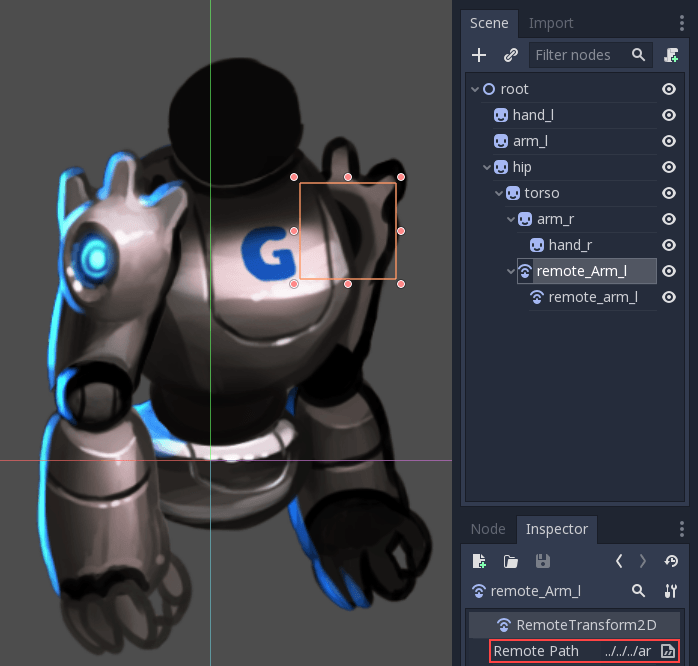 Scene Import
Filter nodes
root
hand_l
arm_l
hip
torso
arm_r
hand_r
remote_Arm_l
remote_arm_l
G
Node Inspector
remote_Arm_l
RemoteTransform2D
Remote Path ../../../ar